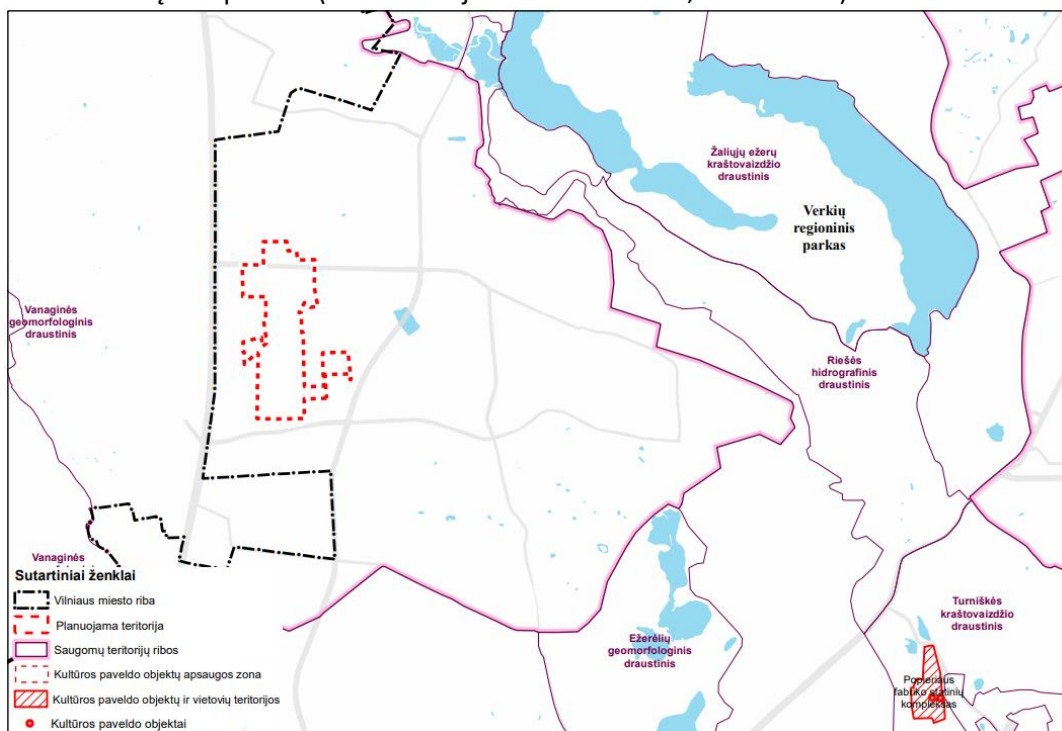 Žaliųjų ežerų
kraštovaizdžio
draustinis
Verkių
regioninis
parkas
Vanaginės
geomorfologinis
draustinis
Riešės
hidrografinis
draustinis
Vanaginės
Sutartiniai ženklai
Vilniaus miesto riba
Planuojama teritorija
Saugomų teritorijų ribos
Kultūros paveldo objektų apsaugos zona
Kultūros paveldo objektų ir vietovių teritorijos
Kultūros paveldo objektai
Ežerėlių
geomorfologinis
draustinis
Turniškės
kraštovaizdžio
draustinis
Popieriaus
fabriko statinių
kompleksas